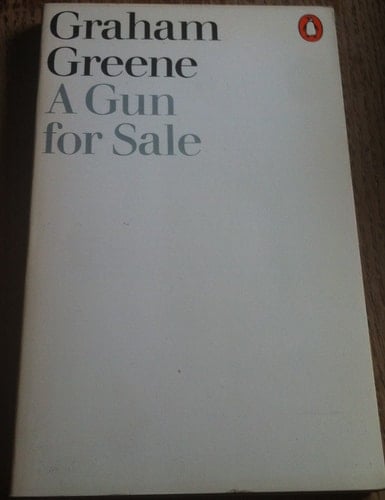 Graham
Greene
A Gun
for Sale